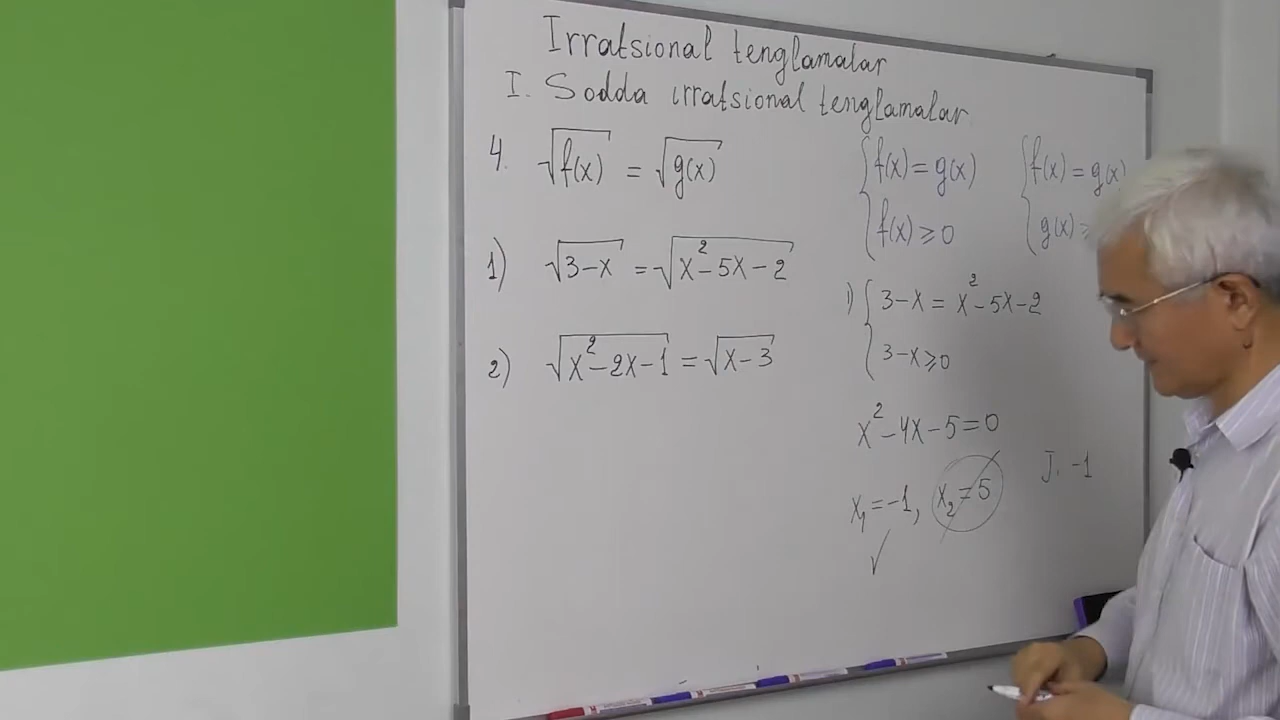 Irratsional tenglamalar
I. Sodda irratsional tenglamalar
4. √f(x) = √g(x)
{ f(x) = g(x)
f(x) ≥ 0
{ f(x) = g(x)
g(x) ≥
1) √3-x = √x²-5x-2
2) √x²-2x-1 = √x-3
1) { 3-x = x²-5x-2
3-x ≥ 0
x²-4x-5=0
x₁=-1, x₂=5
√
J. -1